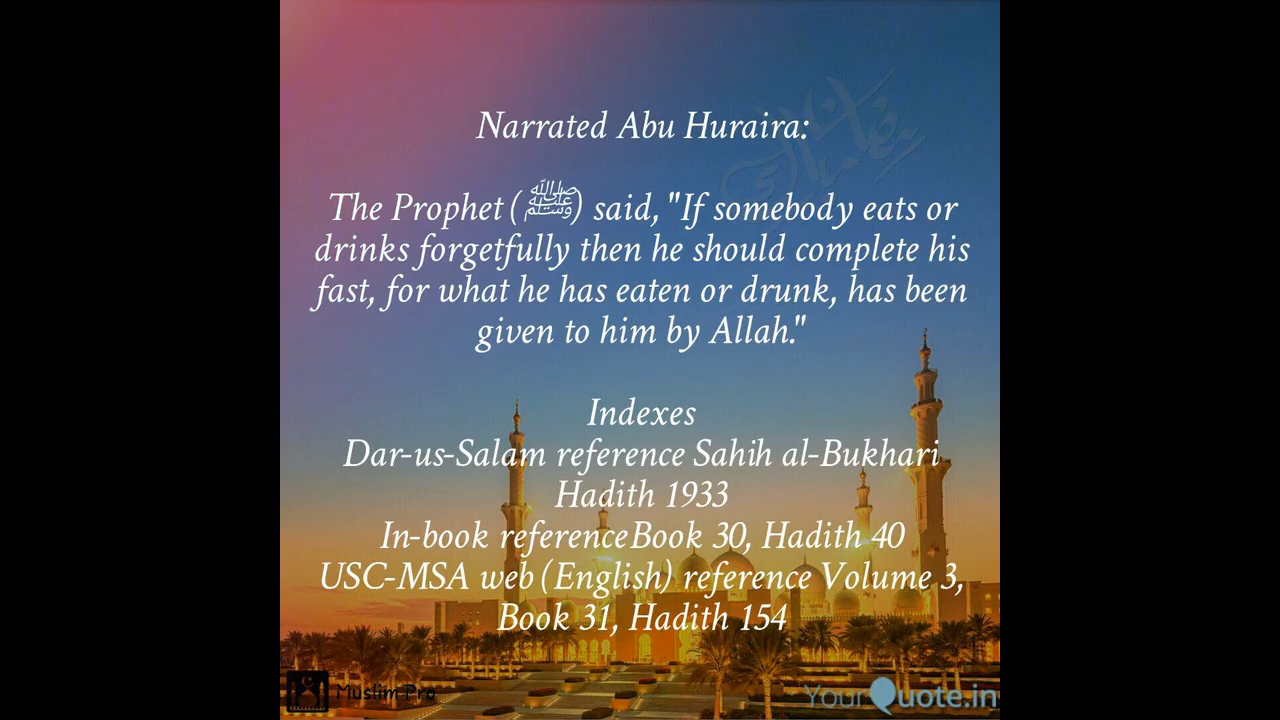 Narrated Abu Huraira:
The Prophet (ﷺ) said, "If somebody eats or
drinks forgetfully then he should complete his
fast, for what he has eaten or drunk, has been
given to him by Allah."
Indexes
Dar-us-Salam reference Sahih al-Bukhari
Hadith 1933
In-book reference Book 30, Hadith 40
USC-MSA web (English) reference Volume 3,
Book 31, Hadith 154
Muslim Pro
YourQuote.in